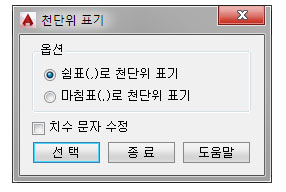 천단위 표기
옵션
쉼표(,)로 천단위 표기
마침표(.)로 천단위 표기
치수 문자 수정
선 택 종 료 도움말